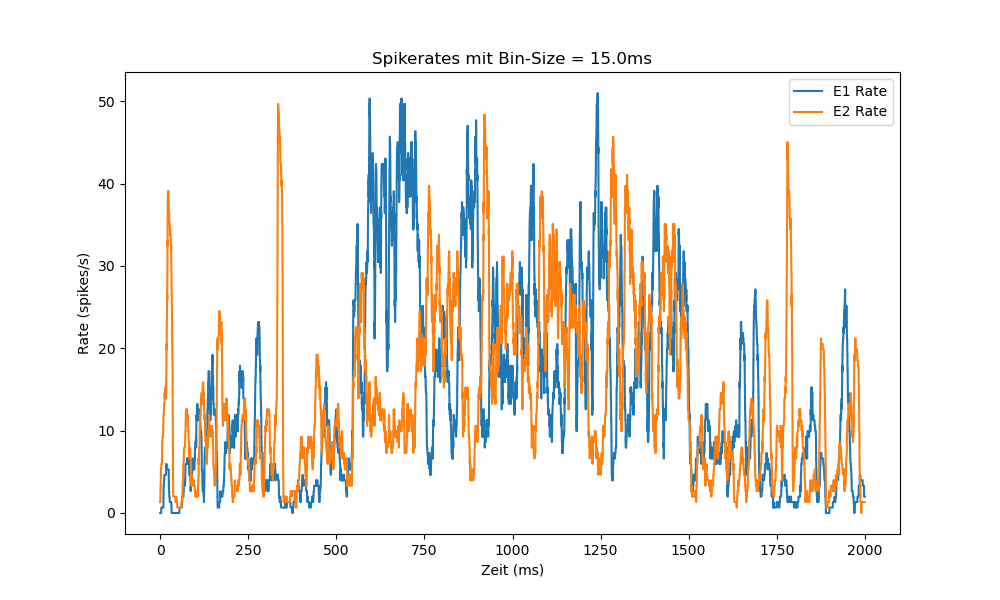 Spikerates mit Bin-Size = 15.0ms
E1 Rate
E2 Rate
Rate (spikes/s)
50
40
30
20
10
0
0 250 500 750 1000 1250 1500 1750 2000
Zeit (ms)